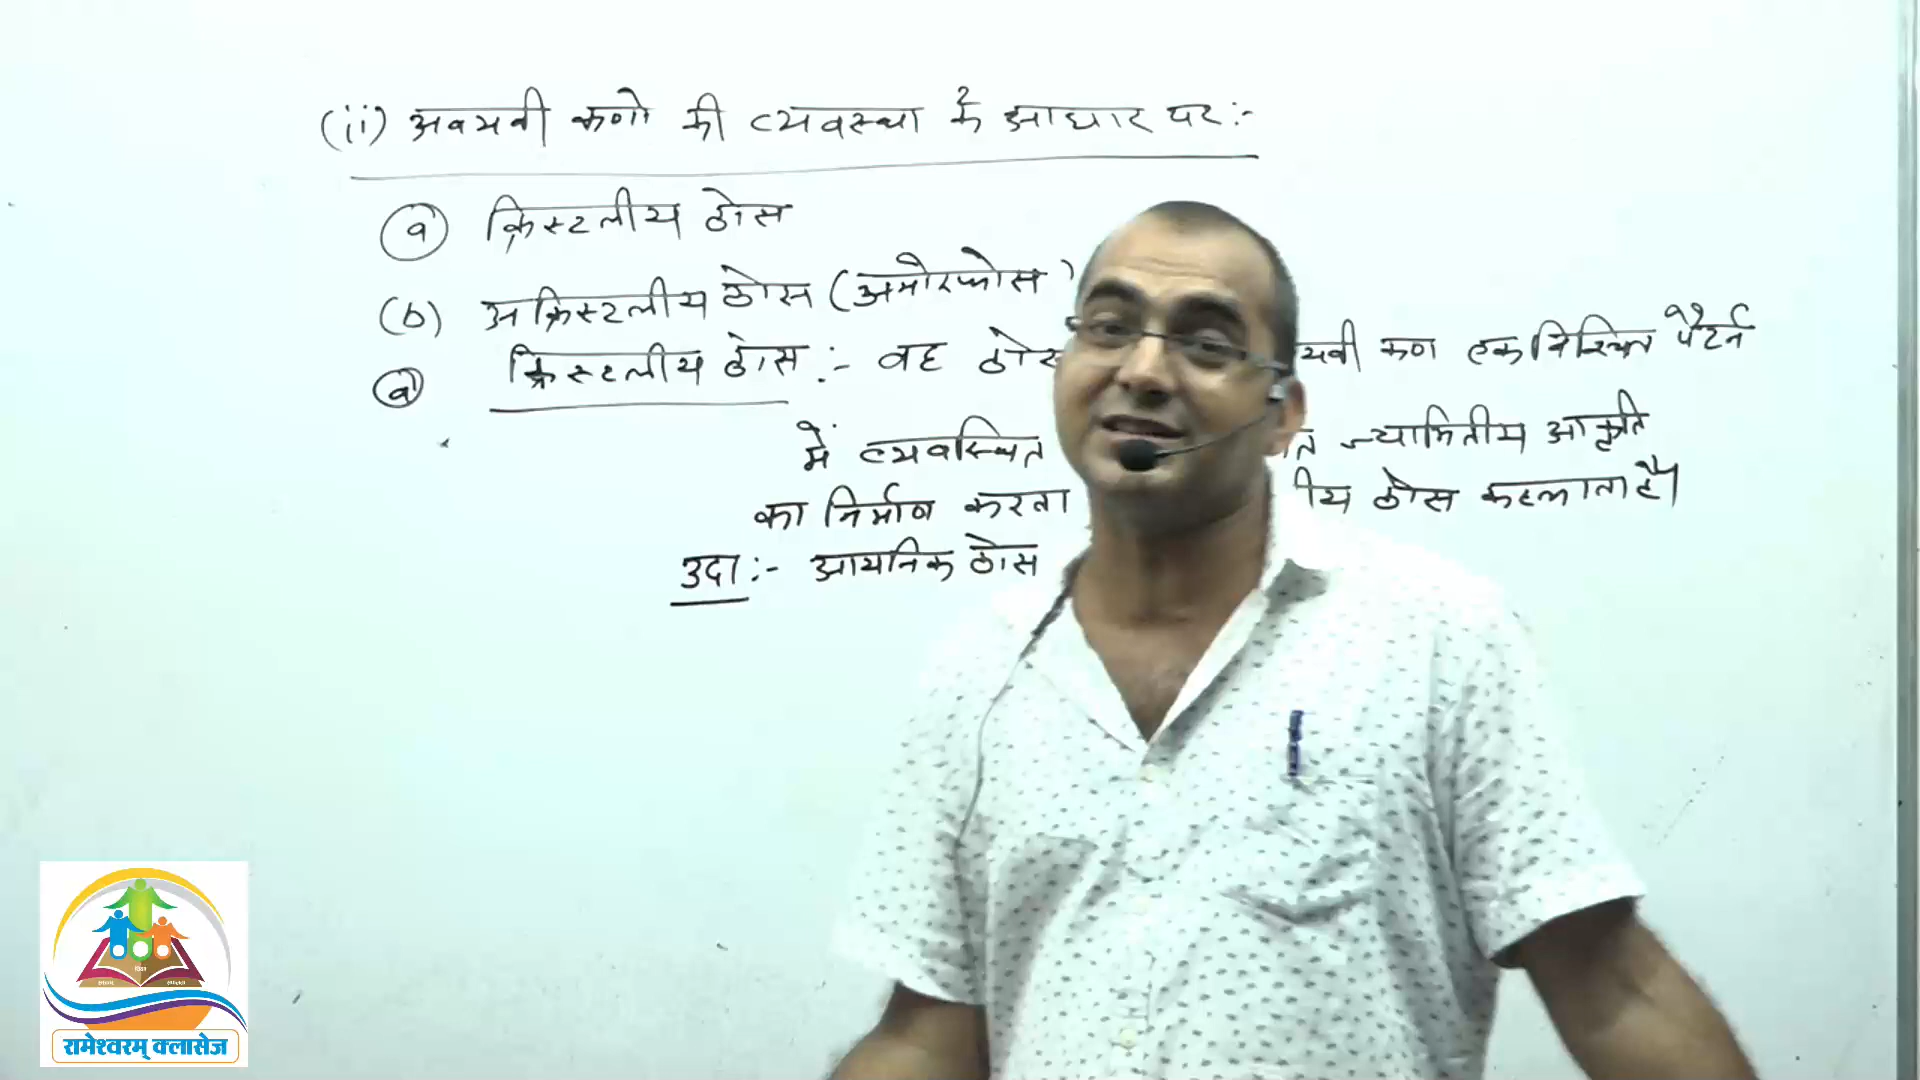 (ii) अवयवी कणो की व्यवस्था के आधार पर:-
(a) क्रिस्टलीय ठोस
(b) अक्रिस्टलीय ठोस (अमोरफोस)
(a) क्रिस्टलीय ठोस :- वह ठोस यवी कण एक निश्चित पैटर्न
में व्यवस्थित त ज्यामितीय आकृति
का निर्माण करता ीय ठोस कहलाता है।
उदा :- आयनिक ठोस
रामेश्वरम् क्लासेज